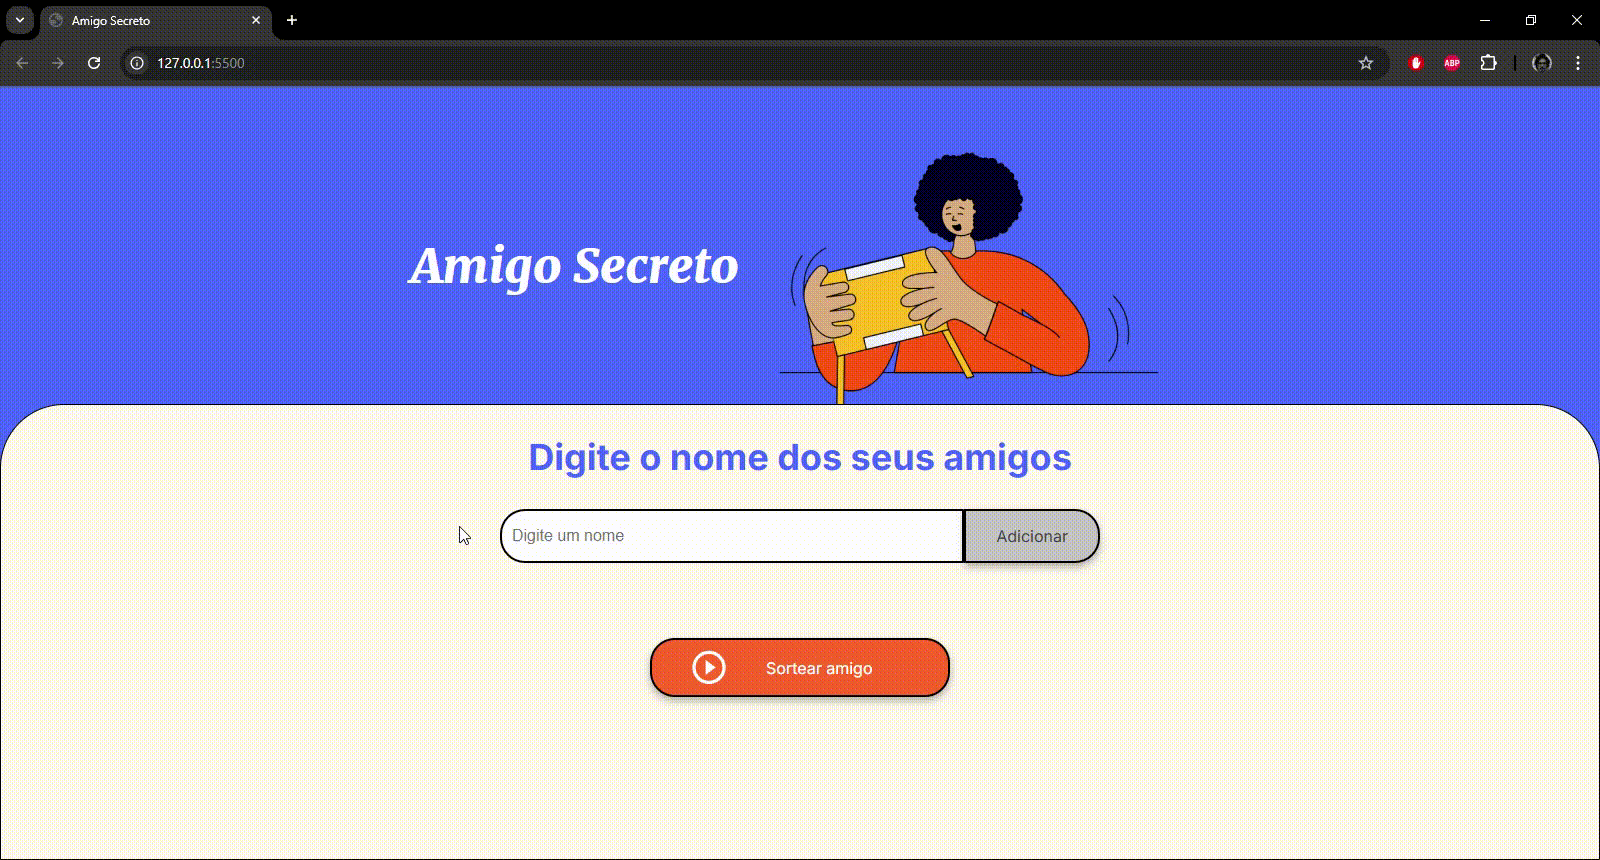 Amigo Secreto
127.0.0.1:5500
ABP
Amigo Secreto
Digite o nome dos seus amigos
Digite um nome
Adicionar
Sortear amigo